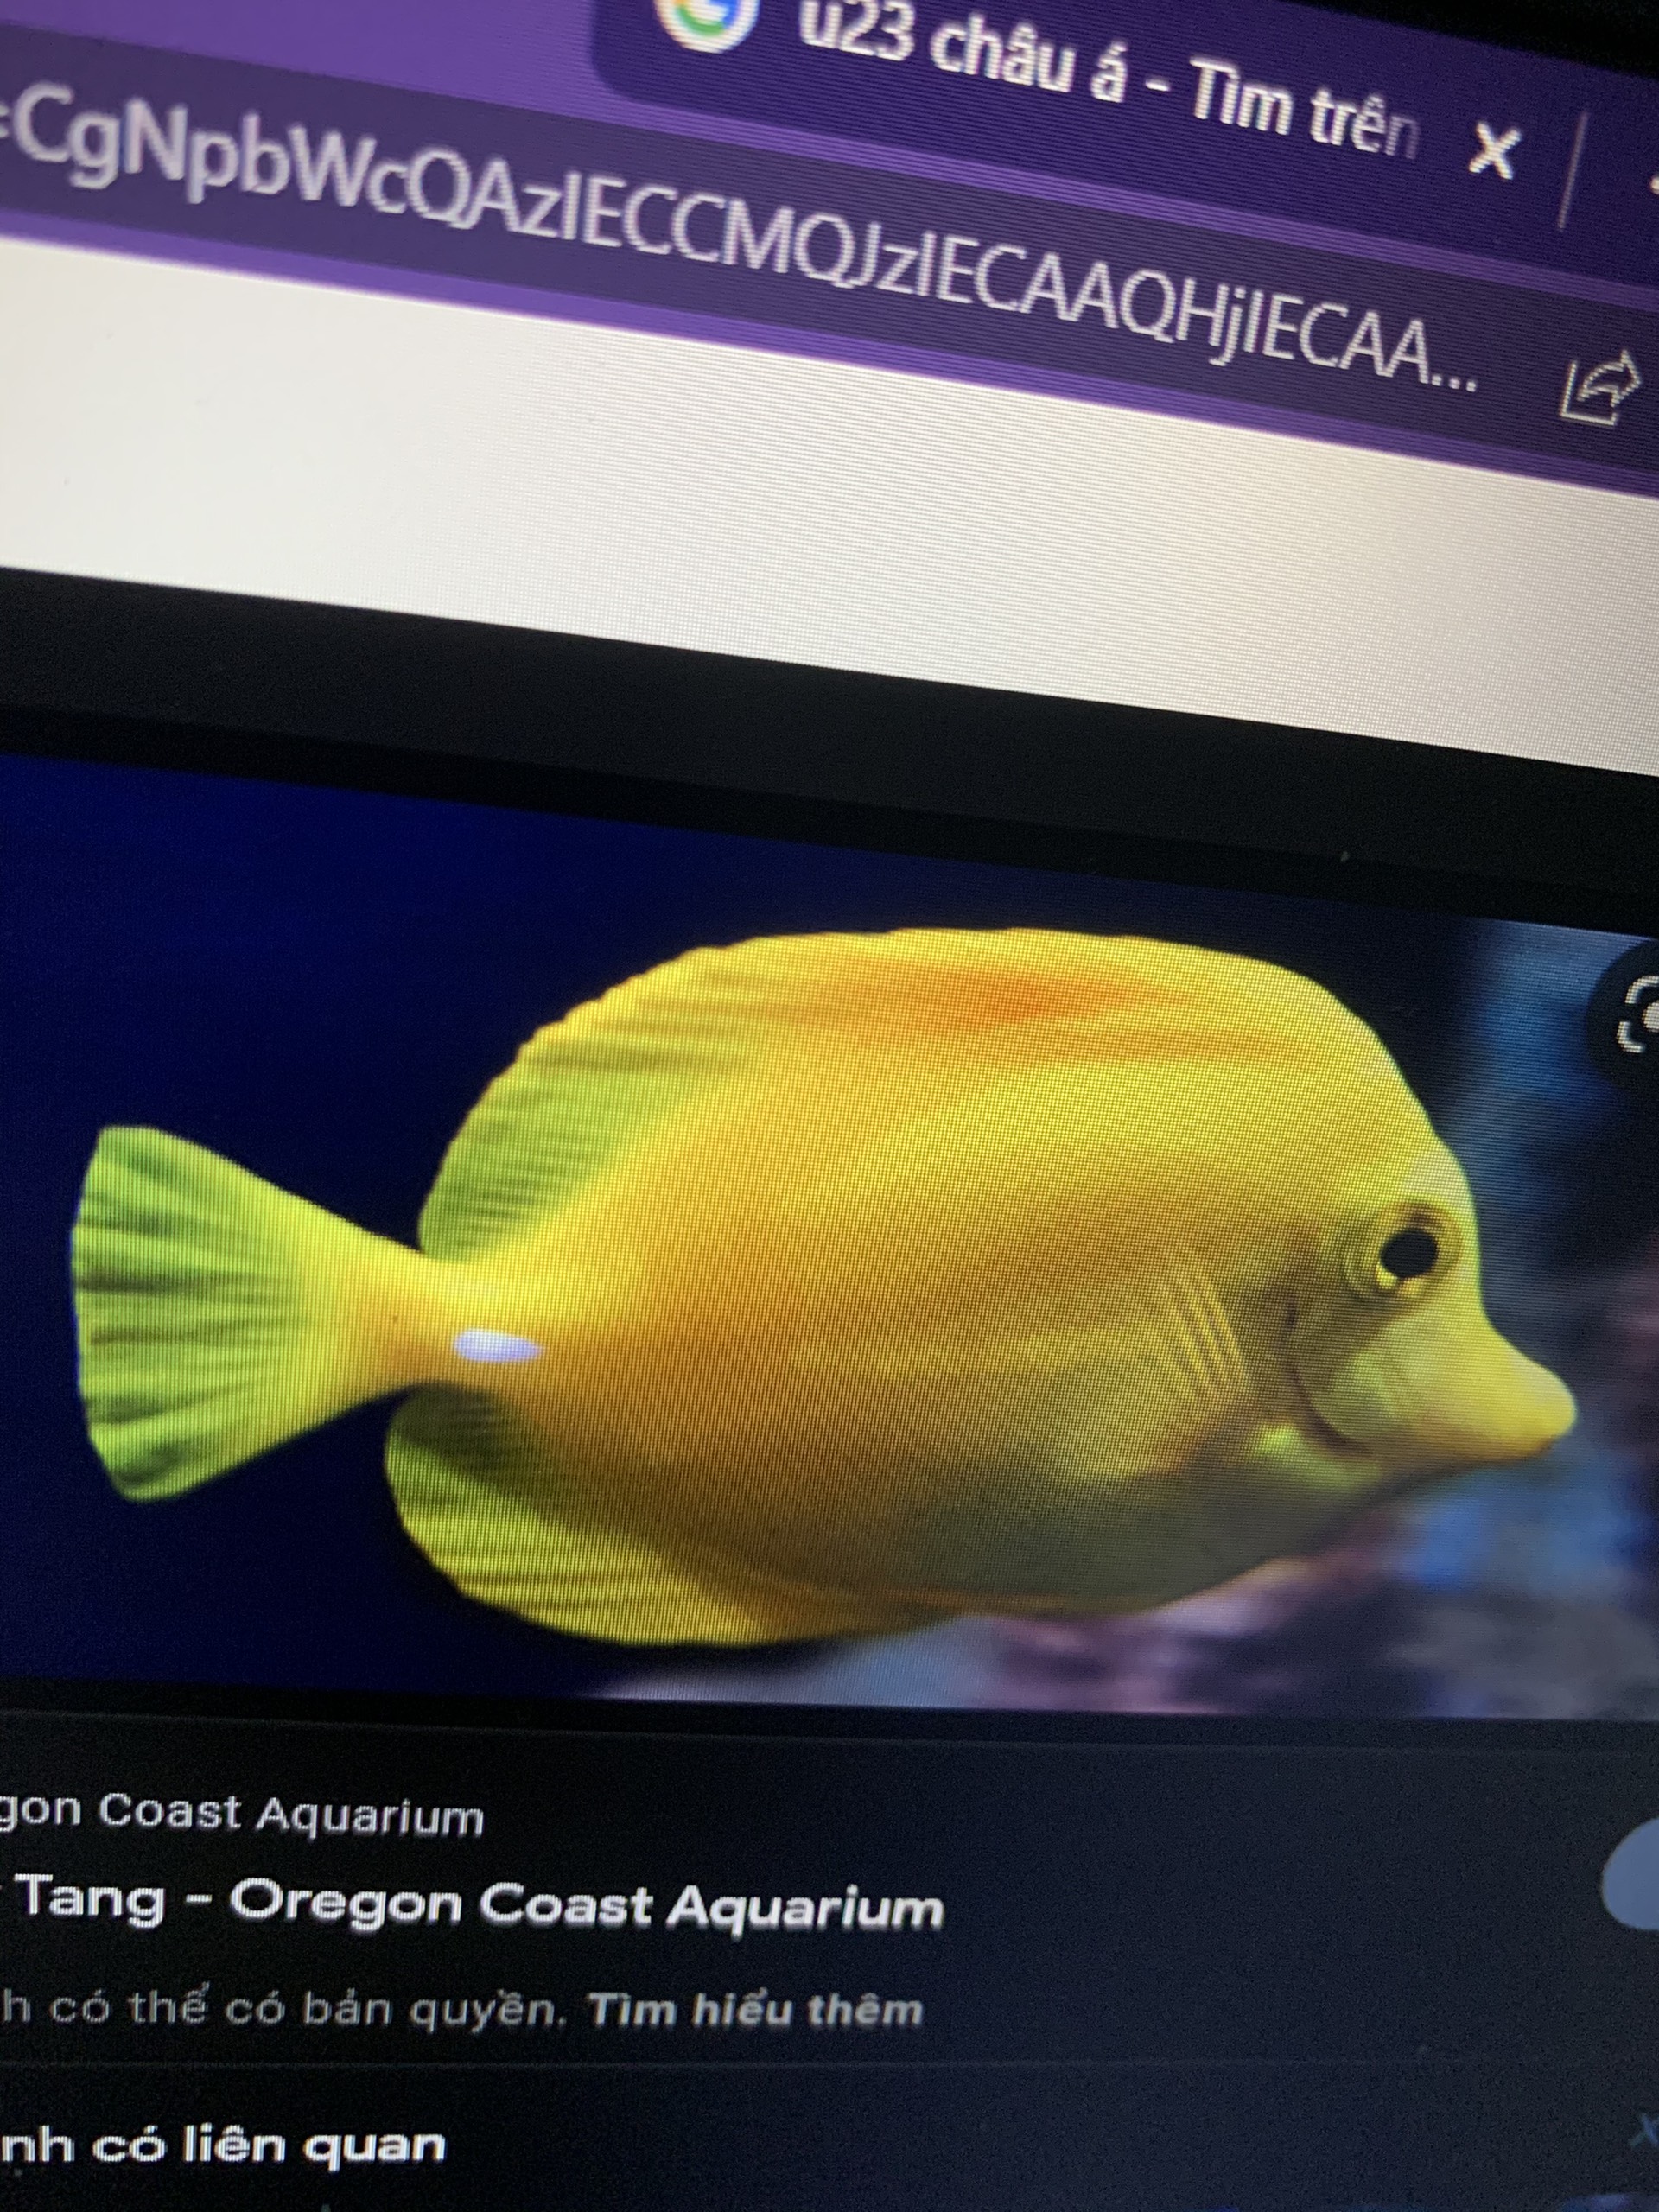 u23 châu á - Tìm trên
=CgNpbWcQAzIECCMQJzIECAAQHjIECAA...
gon Coast Aquarium
Tang - Oregon Coast Aquarium
h có thể có bản quyền. Tìm hiểu thêm
nh có liên quan